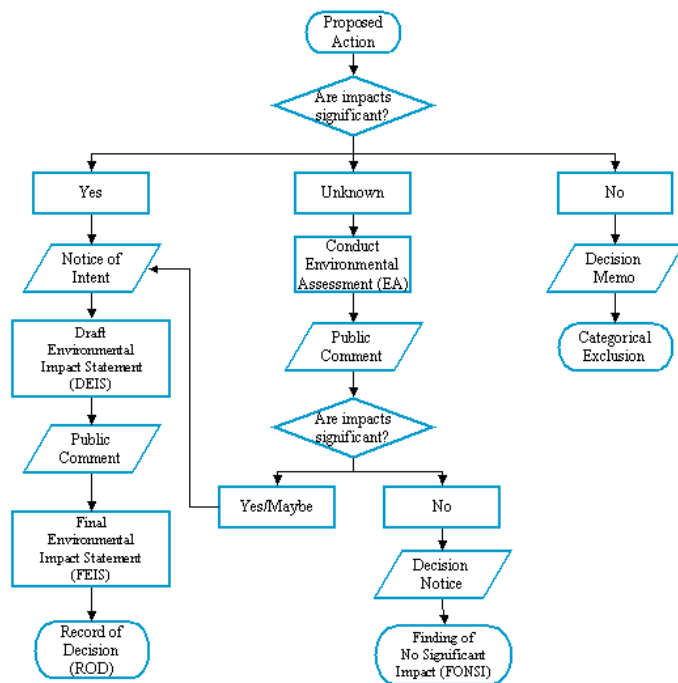 Proposed
Action
Are impacts
significant?
Yes
Unknown
No
Notice of
Intent
Conduct
Environmental
Assessment (EA)
Decision
Memo
Draft
Environmental
Impact Statement
(DEIS)
Public
Comment
Categorical
Exclusion
Public
Comment
Are impacts
significant?
Yes/Maybe
No
Final
Environmental
Impact Statement
(FEIS)
Decision
Notice
Record of
Decision
(ROD)
Finding of
No Significant
Impact (FONSI)